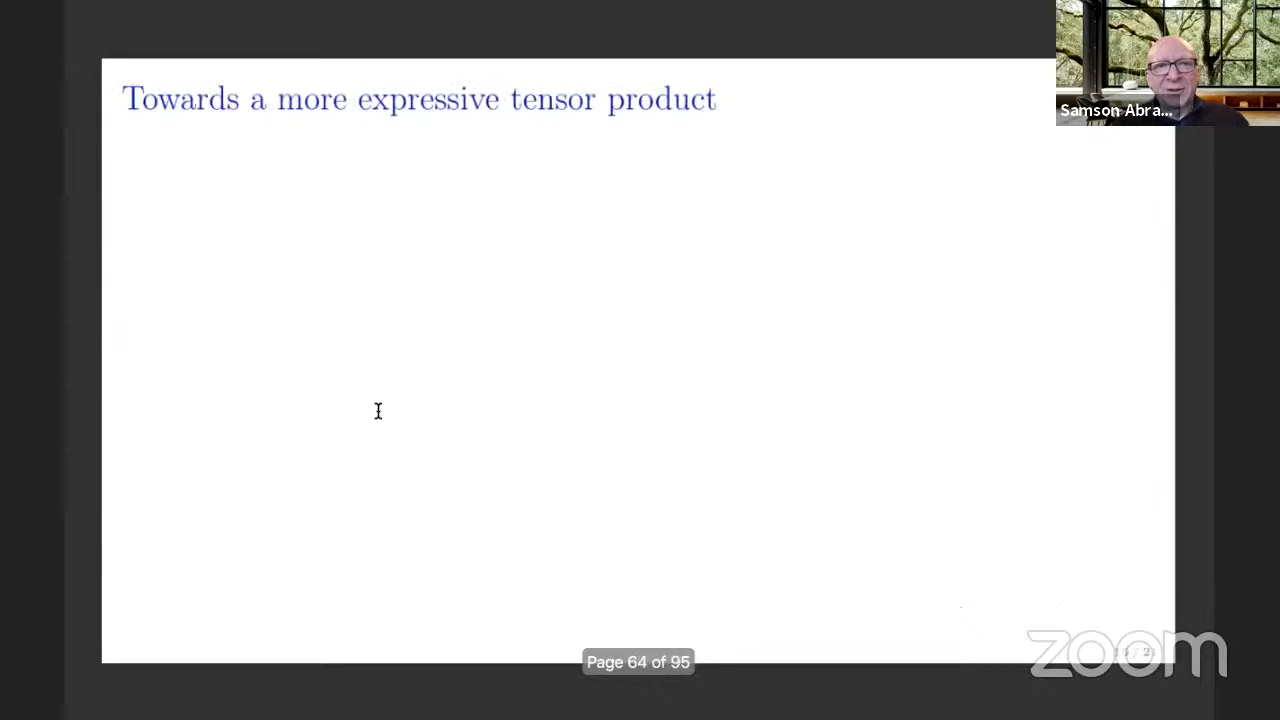 Towards a more expressive tensor product
Samson Abra...
Page 64 of 95
zoom